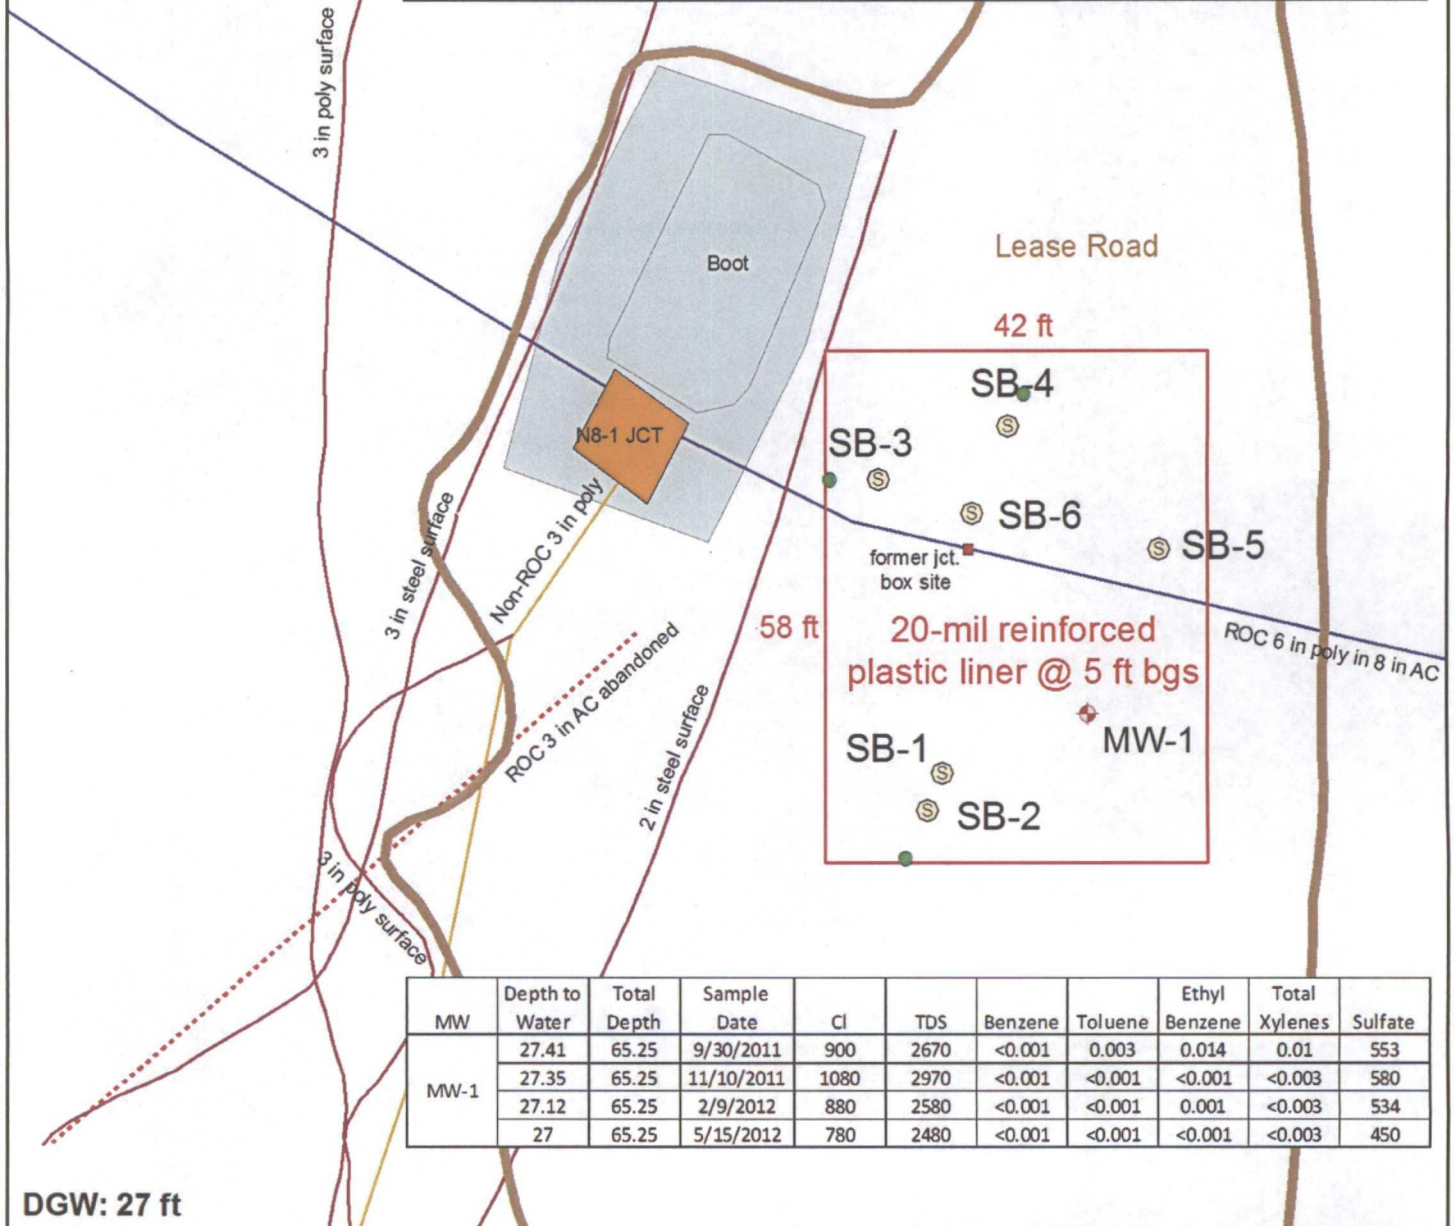 3 in poly surface
Boot
Lease Road
42 ft
SB-4
N8-1 JCT
SB-3
SB-6
SB-5
3 in steel surface
Non-ROC 3 in poly
former jct.
box site
58 ft
20-mil reinforced
plastic liner @ 5 ft bgs
ROC 6 in poly in 8 in AC
ROC 3 in AC abandoned
2 in steel surface
MW-1
SB-1
SB-2
3 in poly surface
MW Depth to Water Total Depth Sample Date Cl TDS Benzene Toluene Ethyl Benzene Total Xylenes Sulfate
MW-1
27.41 65.25 9/30/2011 900 2670 <0.001 0.003 0.014 0.01 553
27.35 65.25 11/10/2011 1080 2970 <0.001 <0.001 <0.001 <0.003 580
27.12 65.25 2/9/2012 880 2580 <0.001 <0.001 0.001 <0.003 534
27 65.25 5/15/2012 780 2480 <0.001 <0.001 <0.001 <0.003 450
DGW: 27 ft